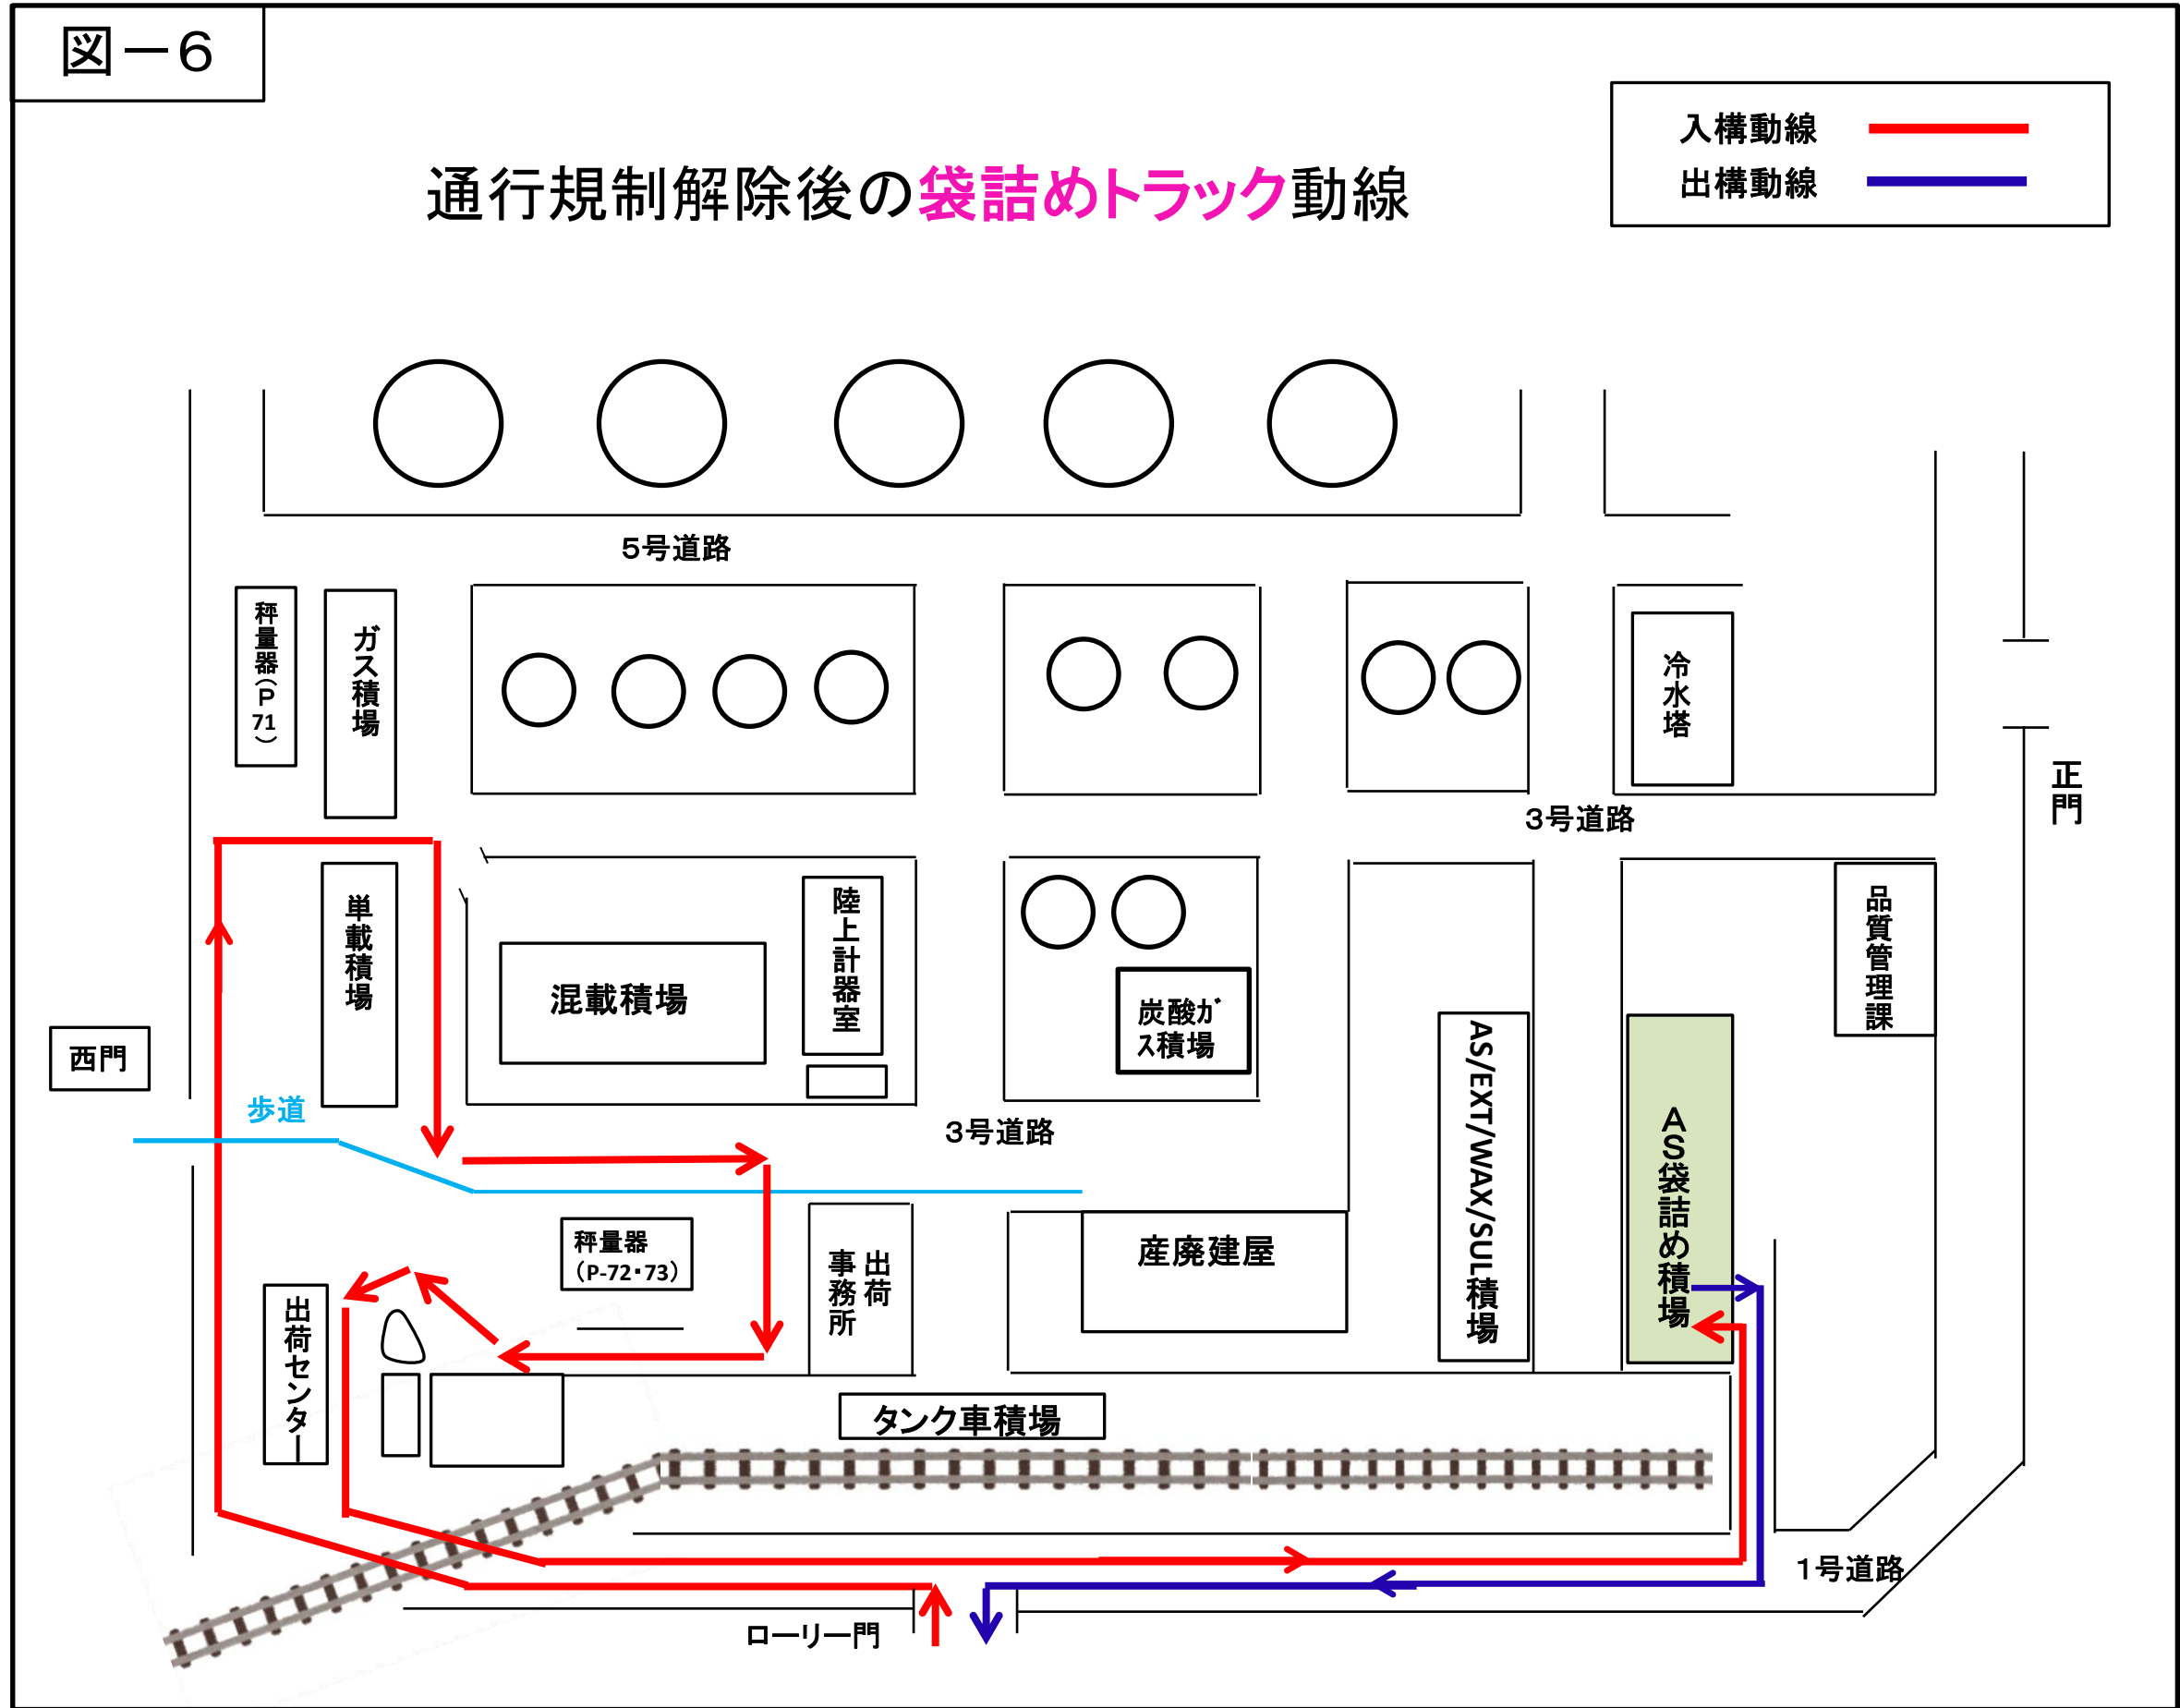 図－６
入構動線
出構動線
通行規制解除後の袋詰めトラック動線
５号道路
秤量器（Ｐ71）
ガス積場
冷水塔
正門
３号道路
単載積場
混載積場
陸上計器室
炭酸ｶﾞ
ス積場
品質管理課
西門
歩道
３号道路
AS/EXT/WAX/SUL積場
ＡＳ袋詰め積場
秤量器
（P-72・73）
出荷
事務所
産廃建屋
出荷センター
タンク車積場
１号道路
ローリー門